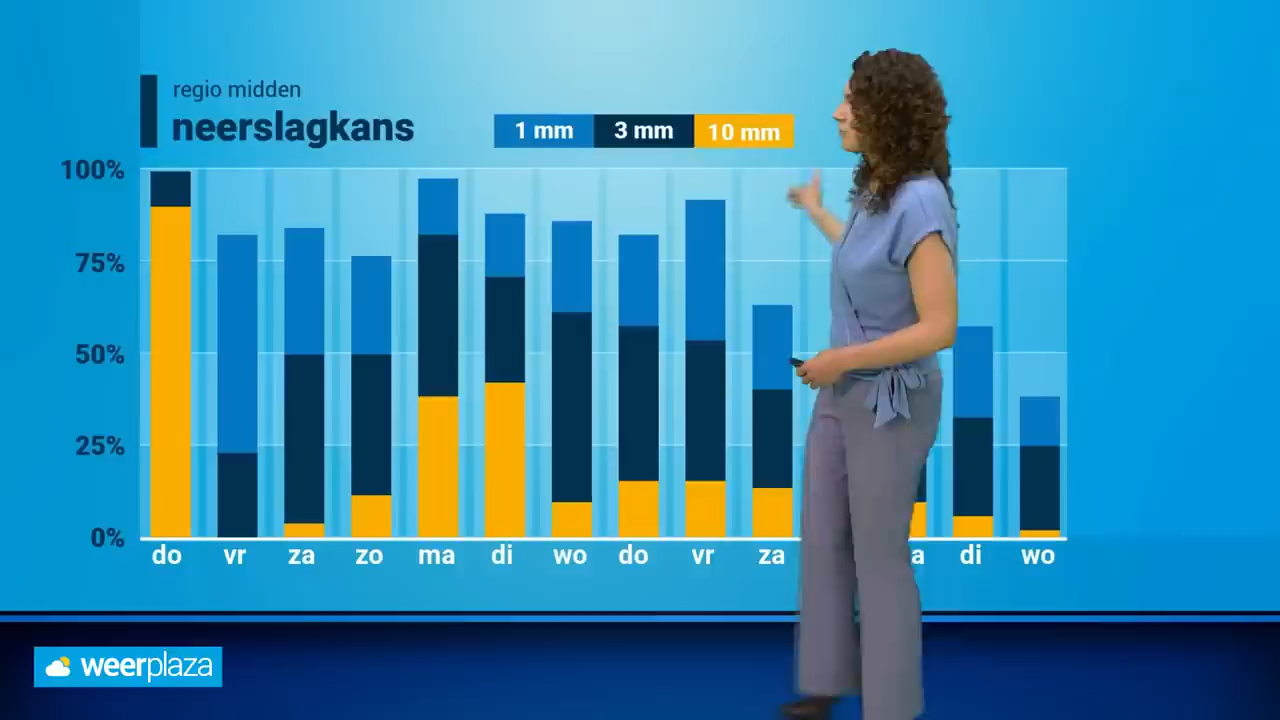 regio midden
neerslagkans
1 mm 3 mm 10 mm
100%
75%
50%
25%
0%
do vr za zo ma di wo do vr za a di wo
weerplaza